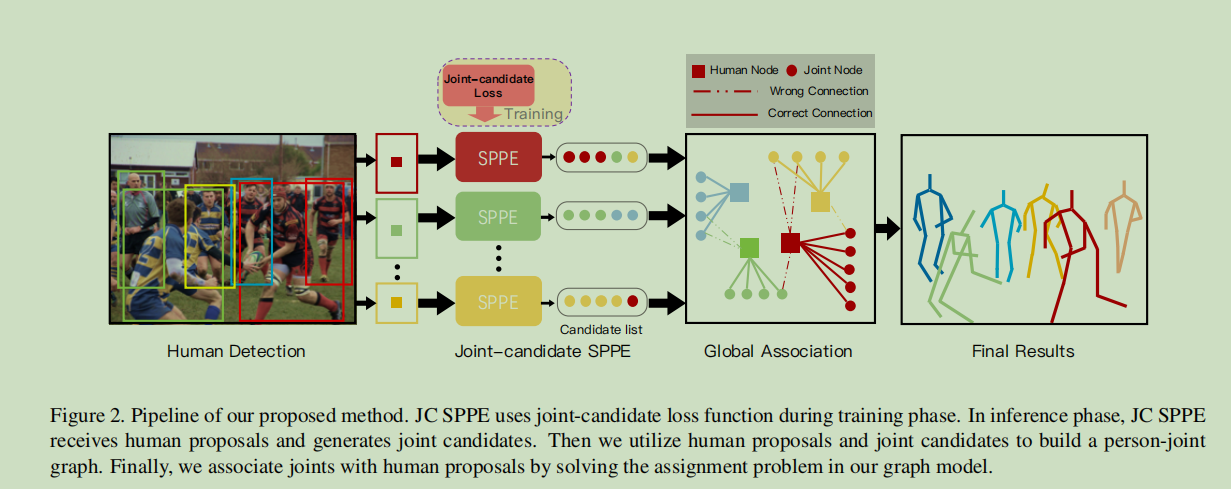 Joint-candidate
Loss
Training
Human Node Joint Node
Wrong Connection
Correct Connection
SPPE
SPPE
SPPE
Candidate list
Human Detection Joint-candidate SPPE Global Association Final Results
Figure 2. Pipeline of our proposed method. JC SPPE uses joint-candidate loss function during training phase. In inference phase, JC SPPE
receives human proposals and generates joint candidates. Then we utilize human proposals and joint candidates to build a person-joint
graph. Finally, we associate joints with human proposals by solving the assignment problem in our graph model.